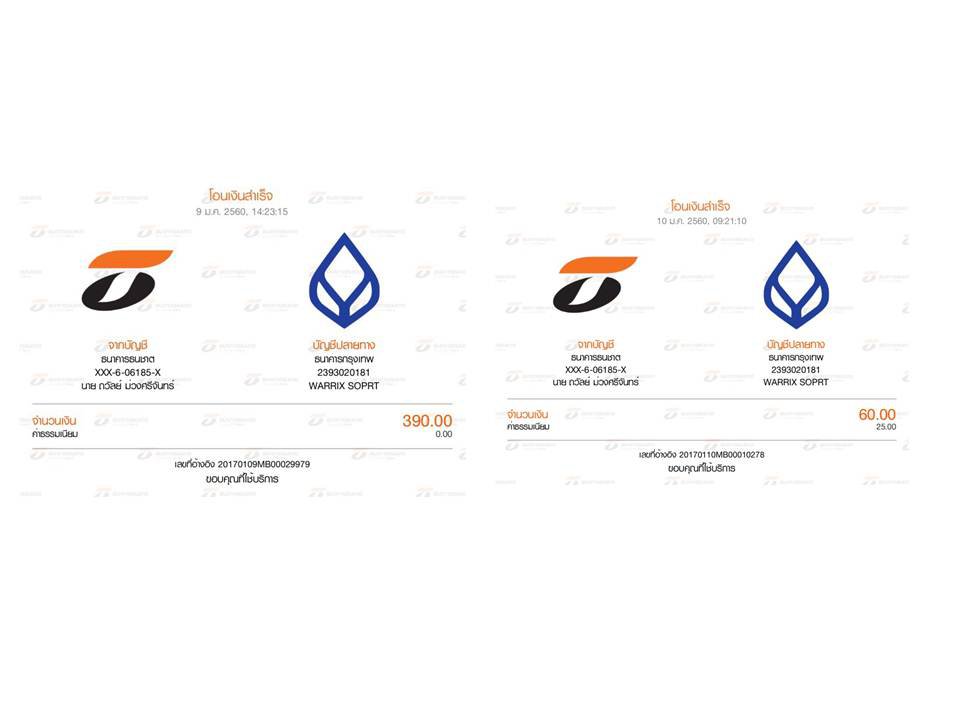 โอนเงินสำเร็จ
9 ม.ค. 2560, 14:23:15
จากบัญชี
ธนาคารธนชาต
XXX-6-06185-X
นาย ถวัลย์ ม่วงศรีจันทร์
บัญชีปลายทาง
ธนาคารกรุงเทพ
2393020181
WARRIX SOPRT
จำนวนเงิน 390.00
ค่าธรรมเนียม 0.00
เลขที่อ้างอิง 20170109MB00029979
ขอบคุณที่ใช้บริการ
โอนเงินสำเร็จ
10 ม.ค. 2560, 09:21:10
จากบัญชี
ธนาคารธนชาต
XXX-6-06185-X
นาย ถวัลย์ ม่วงศรีจันทร์
บัญชีปลายทาง
ธนาคารกรุงเทพ
2393020181
WARRIX SOPRT
จำนวนเงิน 60.00
ค่าธรรมเนียม 25.00
เลขที่อ้างอิง 20170110MB00010278
ขอบคุณที่ใช้บริการ